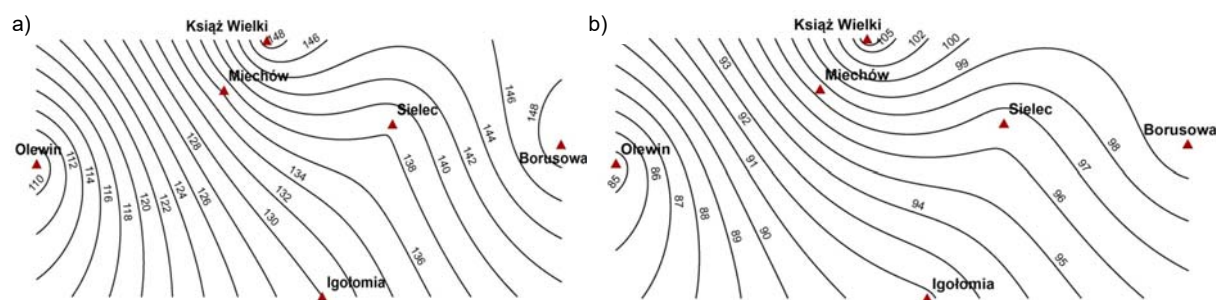 a)
Książ Wielki
148
146
Miechów
Sielec
146
148
144
Borusowa
142
140
138
128
Olewin
110
112
114
116
118
120
122
124
126
134
132
130
136
Igołomia
b)
Książ Wielki
105
102
100
99
93
Miechów
92
Sielec
Borusowa
98
97
96
91
Olewin
85
86
87
88
89
90
94
95
Igołomia